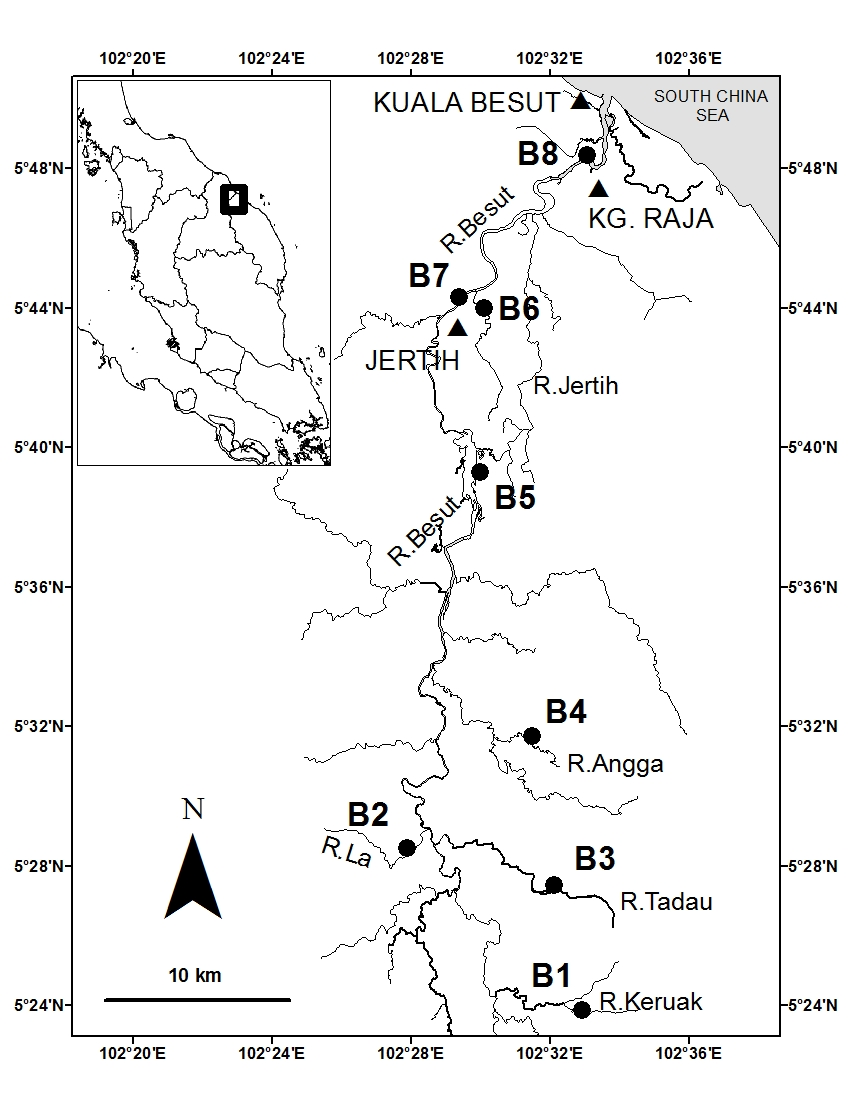 102°20'E 102°24'E 102°28'E 102°32'E 102°36'E
SOUTH CHINA
SEA
KUALA BESUT
B8
5°48'N 5°48'N
R.Besut
KG. RAJA
B7
B6
5°44'N 5°44'N
JERTIH
R.Jertih
5°40'N 5°40'N
B5
R.Besut
5°36'N 5°36'N
B4
5°32'N 5°32'N
R.Angga
N
B2
R.La
B3
5°28'N 5°28'N
R.Tadau
10 km
B1
R.Keruak
5°24'N 5°24'N
102°20'E 102°24'E 102°28'E 102°32'E 102°36'E